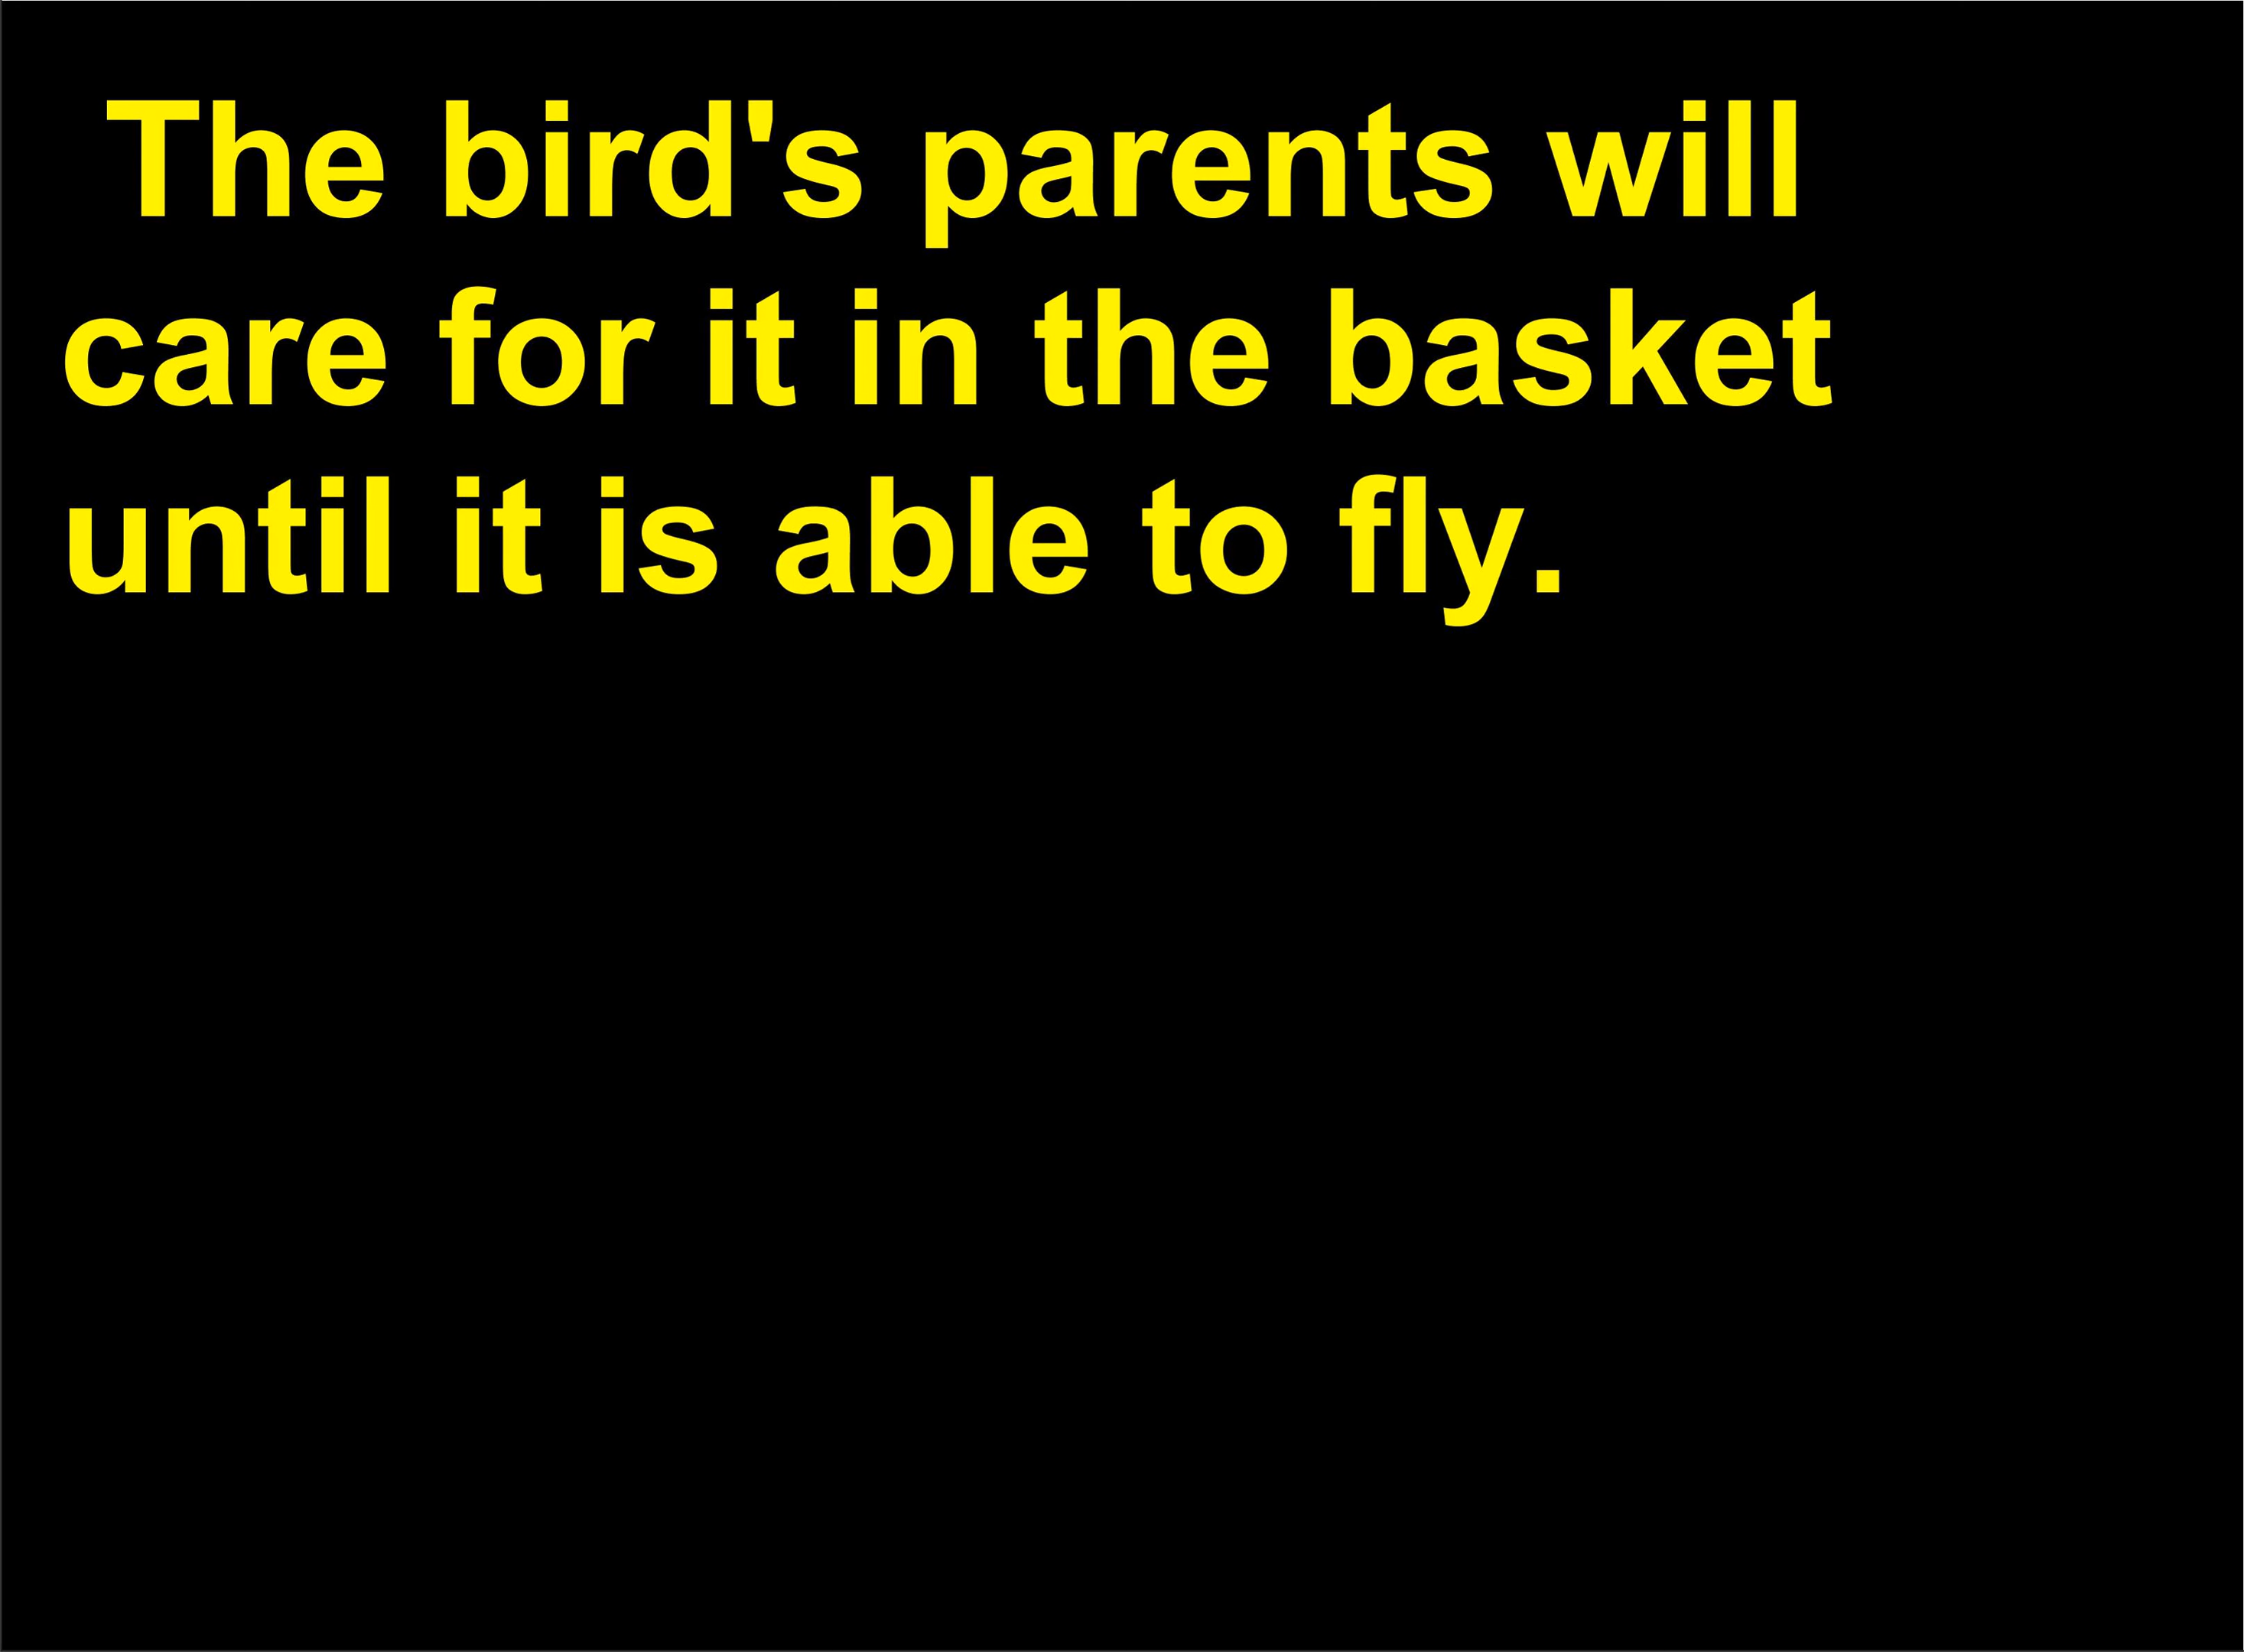 The bird's parents will
care for it in the basket
until it is able to fly.